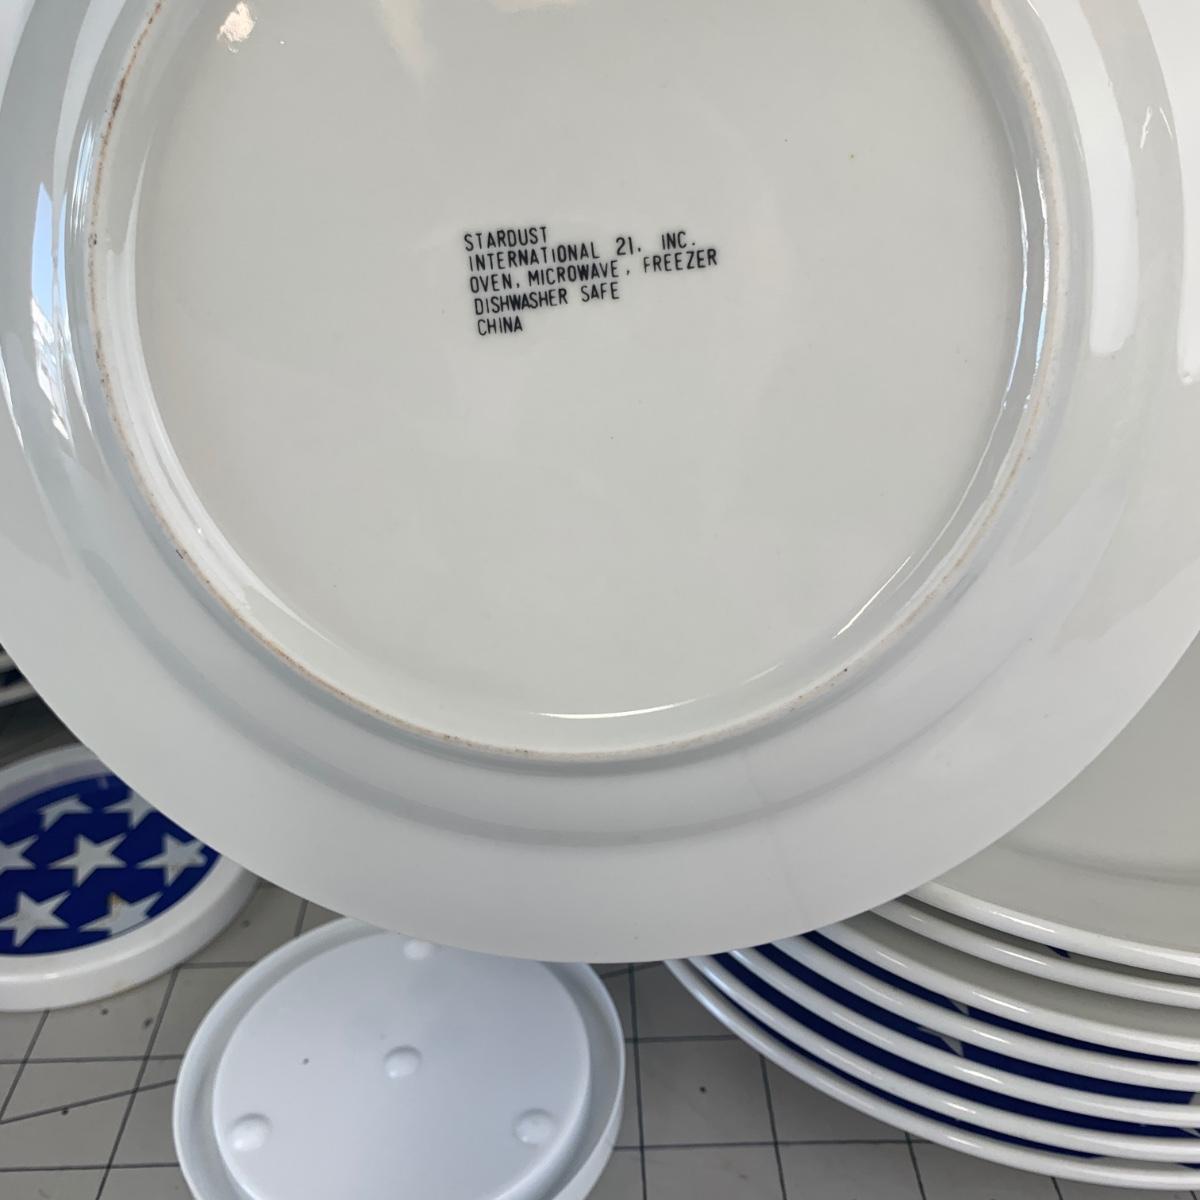 STARDUST
INTERNATIONAL 21. INC.
OVEN, MICROWAVE, FREEZER
DISHWASHER SAFE
CHINA